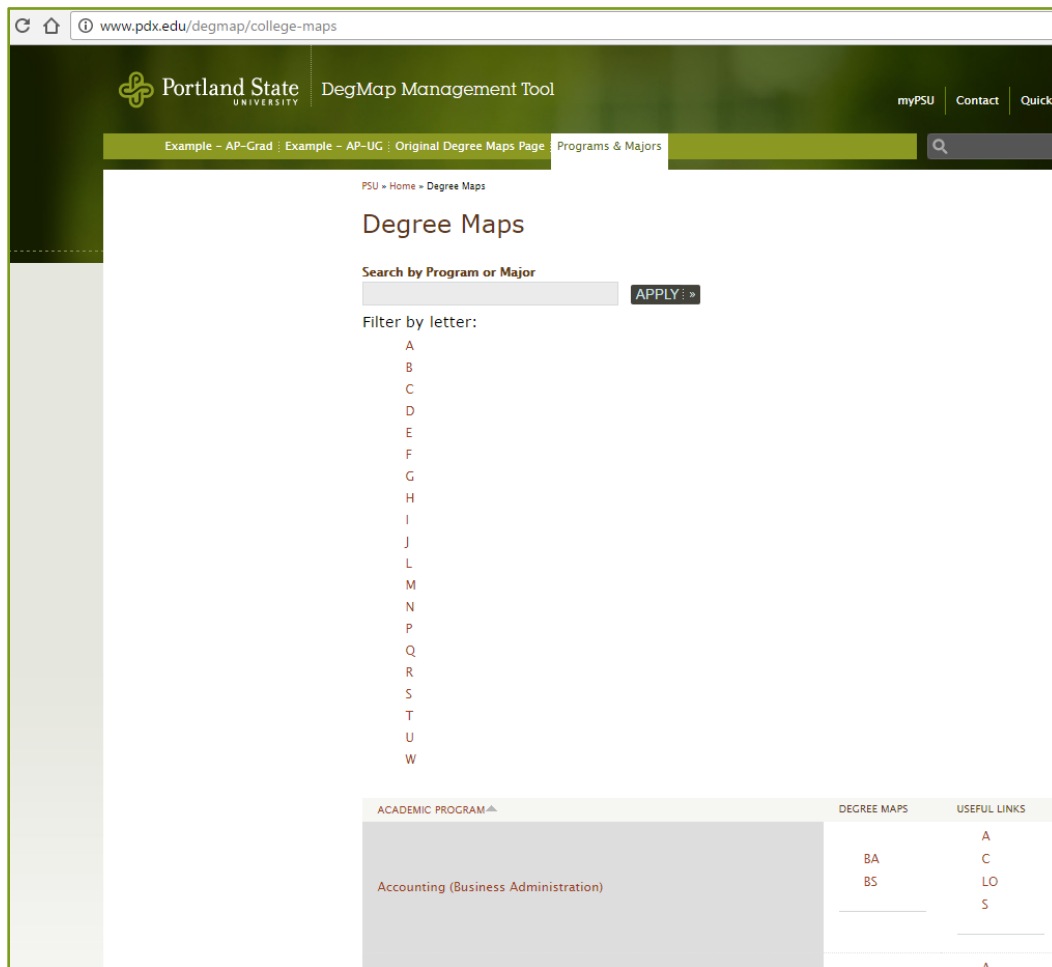 www.pdx.edu/degmap/college-maps
Portland State
UNIVERSITY
DegMap Management Tool
myPSU Contact Quick
Example - AP-Grad Example - AP-UG Original Degree Maps Page Programs & Majors
PSU » Home » Degree Maps
Degree Maps
Search by Program or Major
APPLY »
Filter by letter:
A
B
C
D
E
F
G
H
I
J
L
M
N
P
Q
R
S
T
U
W
ACADEMIC PROGRAM DEGREE MAPS USEFUL LINKS
A
BA C
Accounting (Business Administration) BS LO
S
A